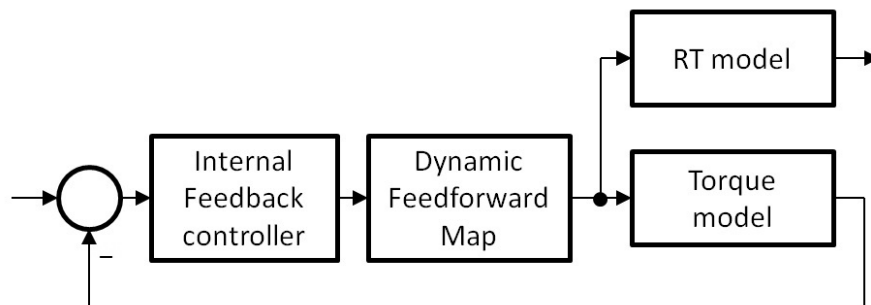 RT model
Internal
Feedback
controller
Dynamic
Feedforward
Map
Torque
model
–